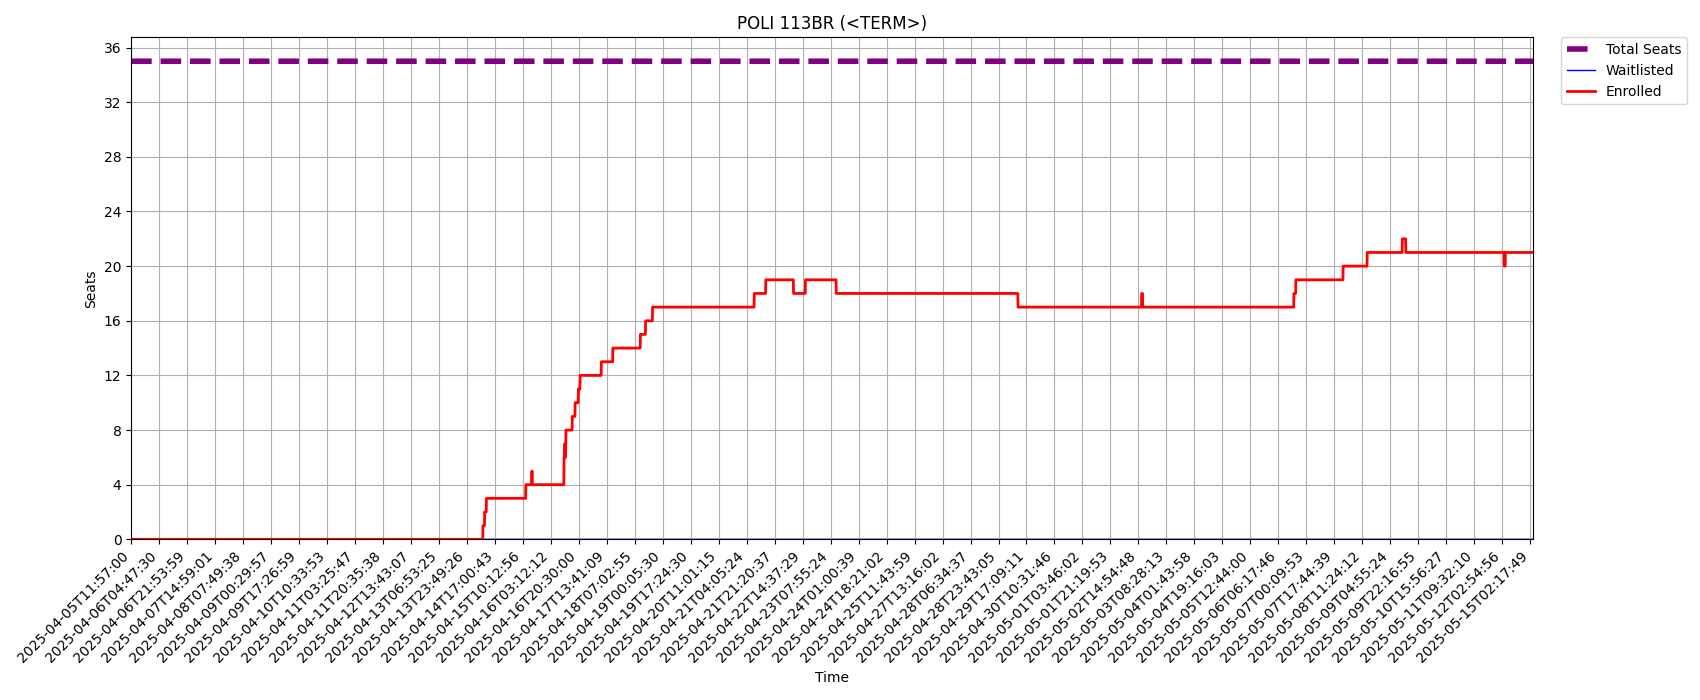 POLI 113BR (<TERM>)
Total Seats
Waitlisted
Enrolled
Seats
36
32
28
24
20
16
12
8
4
0
2025-04-05T11:57:00
2025-04-06T04:47:30
2025-04-06T21:53:59
2025-04-07T14:59:01
2025-04-08T07:49:38
2025-04-09T00:29:57
2025-04-09T17:26:59
2025-04-10T10:33:53
2025-04-11T03:25:47
2025-04-11T20:35:38
2025-04-12T13:43:07
2025-04-13T06:53:25
2025-04-13T23:49:26
2025-04-14T17:00:43
2025-04-15T10:12:56
2025-04-16T03:12:12
2025-04-16T20:30:00
2025-04-17T13:41:09
2025-04-18T07:02:55
2025-04-19T00:05:30
2025-04-19T17:24:30
2025-04-20T11:01:15
2025-04-21T04:05:24
2025-04-21T21:20:37
2025-04-22T14:37:29
2025-04-23T07:55:24
2025-04-24T01:00:39
2025-04-24T18:21:02
2025-04-25T11:43:59
2025-04-27T13:16:02
2025-04-28T06:34:37
2025-04-28T23:43:05
2025-04-29T17:09:11
2025-04-30T10:31:46
2025-05-01T03:46:02
2025-05-01T21:19:53
2025-05-02T14:54:48
2025-05-03T08:28:13
2025-05-04T01:43:58
2025-05-04T19:16:03
2025-05-05T12:44:00
2025-05-06T06:17:46
2025-05-07T00:09:53
2025-05-07T17:44:39
2025-05-08T11:24:12
2025-05-09T04:55:24
2025-05-09T22:16:55
2025-05-10T15:56:27
2025-05-11T09:32:10
2025-05-12T02:54:56
2025-05-15T02:17:49
Time